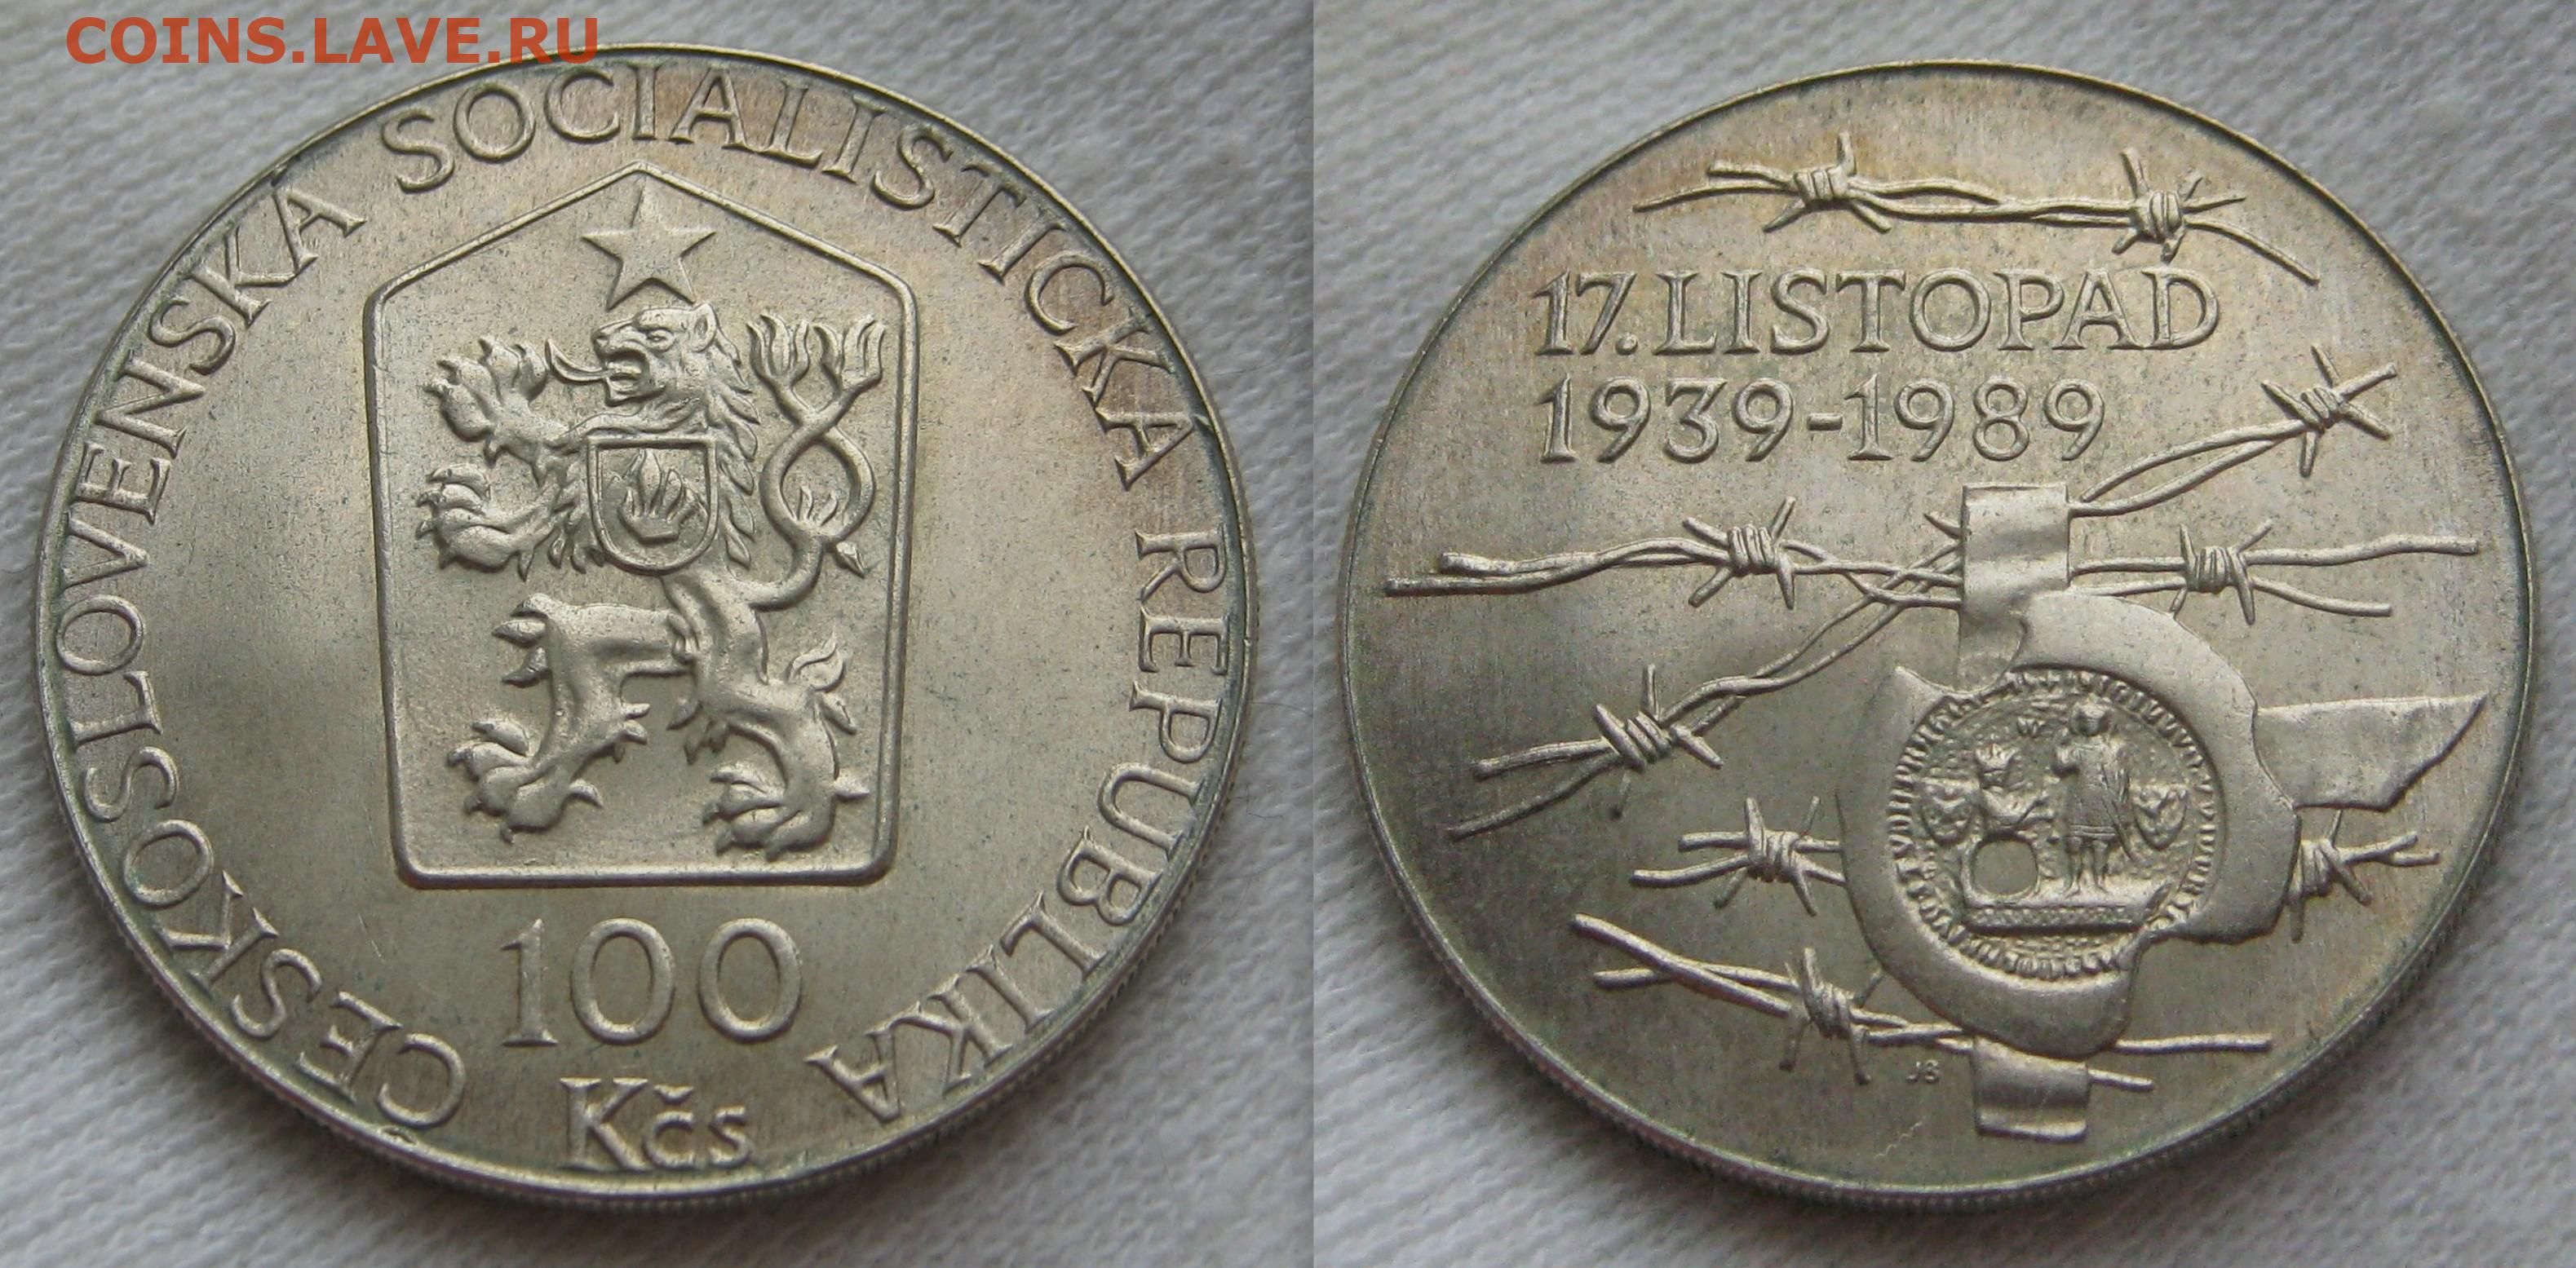 COINS.LAVE.RU
ČESKOSLOVENSKÁ SOCIALISTICKÁ REPUBLIKA
100
Kčs
17. LISTOPAD
1939-1989
JB